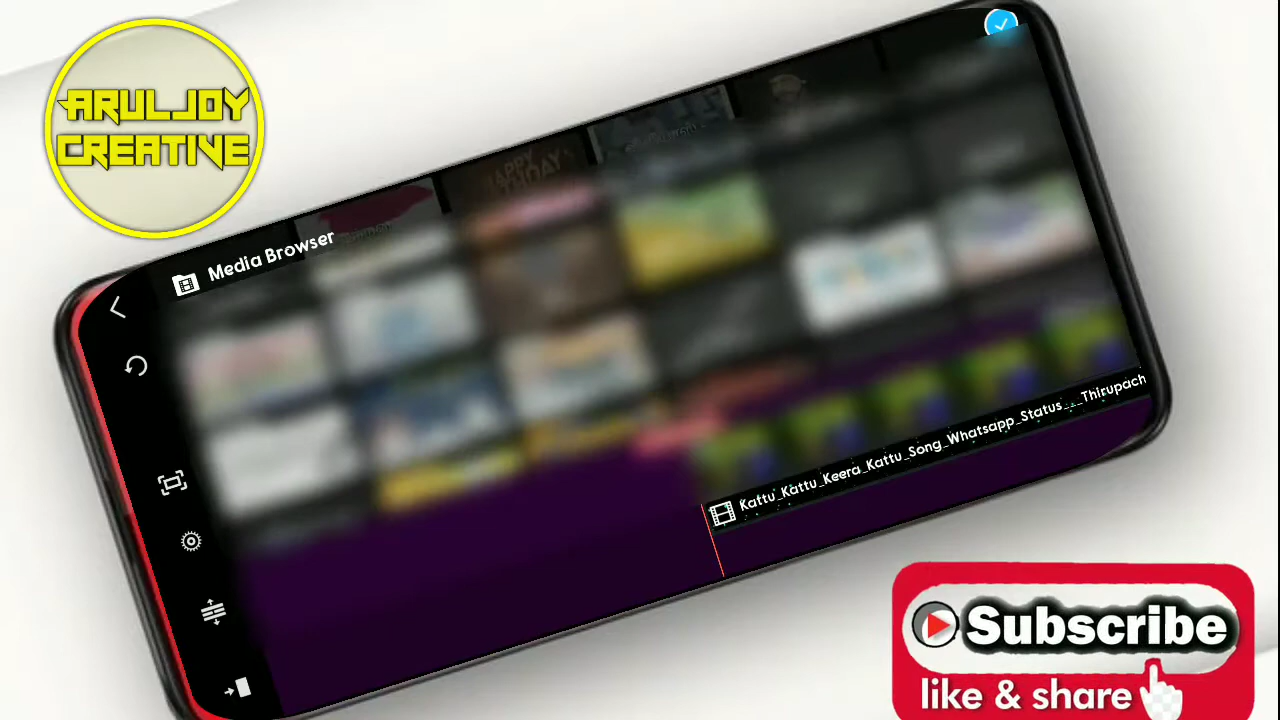 ARULJOY
CREATIVE
Media Browser
Kattu_Kattu_Keera_Kattu_Song_Whatsapp_Status_._Thirupach
Subscribe
like & share